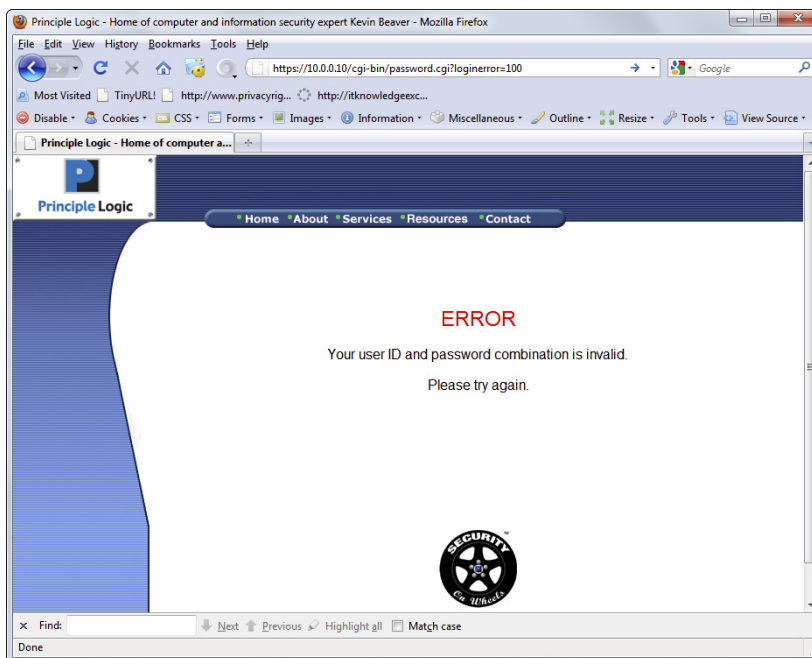 Principle Logic - Home of computer and information security expert Kevin Beaver - Mozilla Firefox
File Edit View History Bookmarks Tools Help
https://10.0.0.10/cgi-bin/password.cgi?loginerror=100 Google
Most Visited TinyURL! http://www.privacyrig... http://itknowledgeexc...
Disable Cookies CSS Forms Images Information Miscellaneous Outline Resize Tools View Source
Principle Logic - Home of computer a...
Principle Logic
Home About Services Resources Contact
ERROR
Your user ID and password combination is invalid.
Please try again.
SECURITY
On Wheels
TM
× Find: Next Previous Highlight all Match case
Done